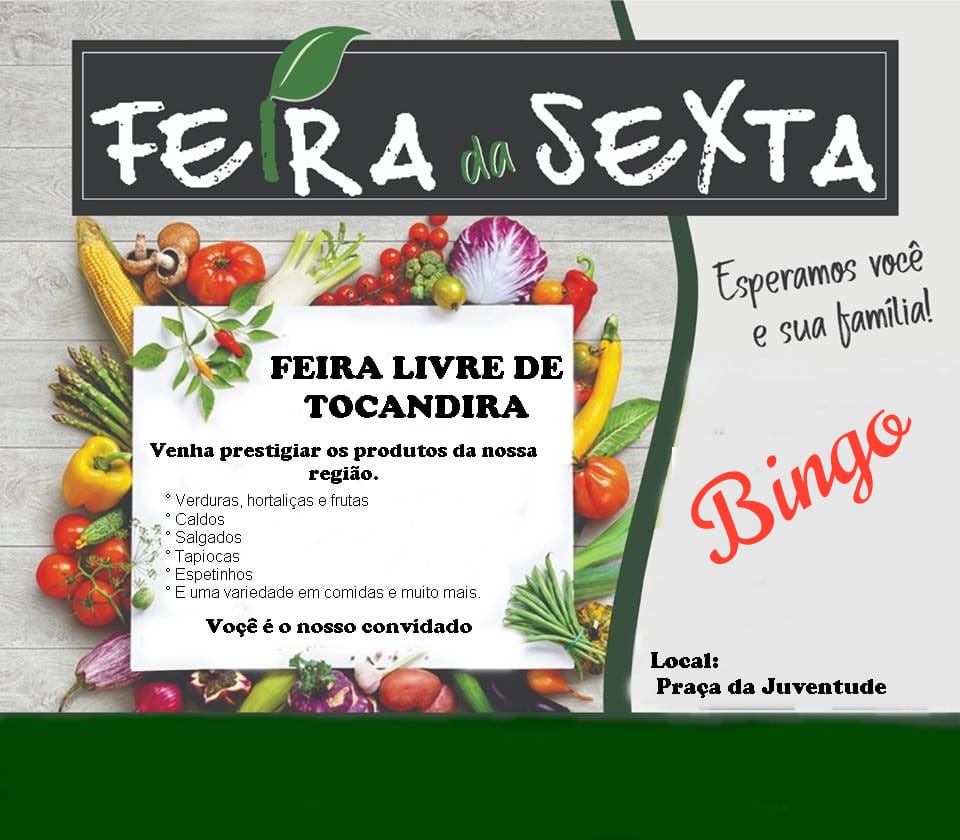 FEIRA da SEXTA
Esperamos você
e sua família!
FEIRA LIVRE DE
TOCANDIRA
Venha prestigiar os produtos da nossa
região.
° Verduras, hortaliças e frutas
° Caldos
° Salgados
° Tapiocas
° Espetinhos
° E uma variedade em comidas e muito mais.
Voçê é o nosso convidado
Bingo
Local:
Praça da Juventude